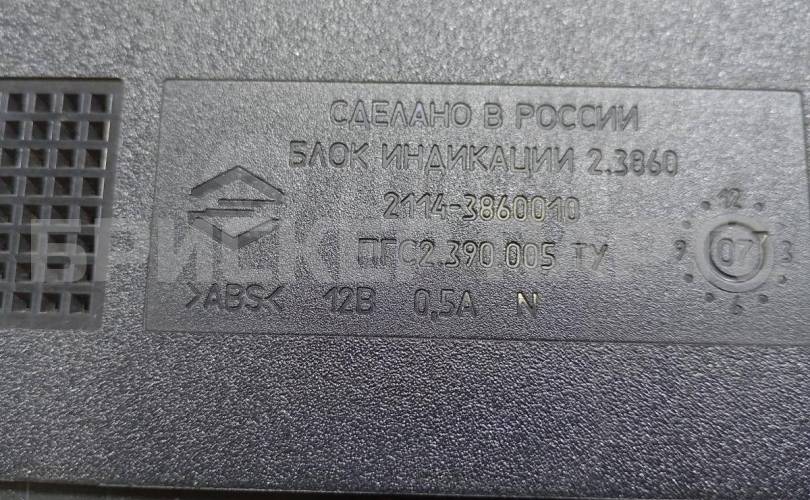 СДЕЛАНО В РОССИИ
БЛОК ИНДИКАЦИИ 2.3860
2114-3860010
ПГС2.390.005 ТУ
>ABS< 12В 0,5А N
12
9 07 3
6